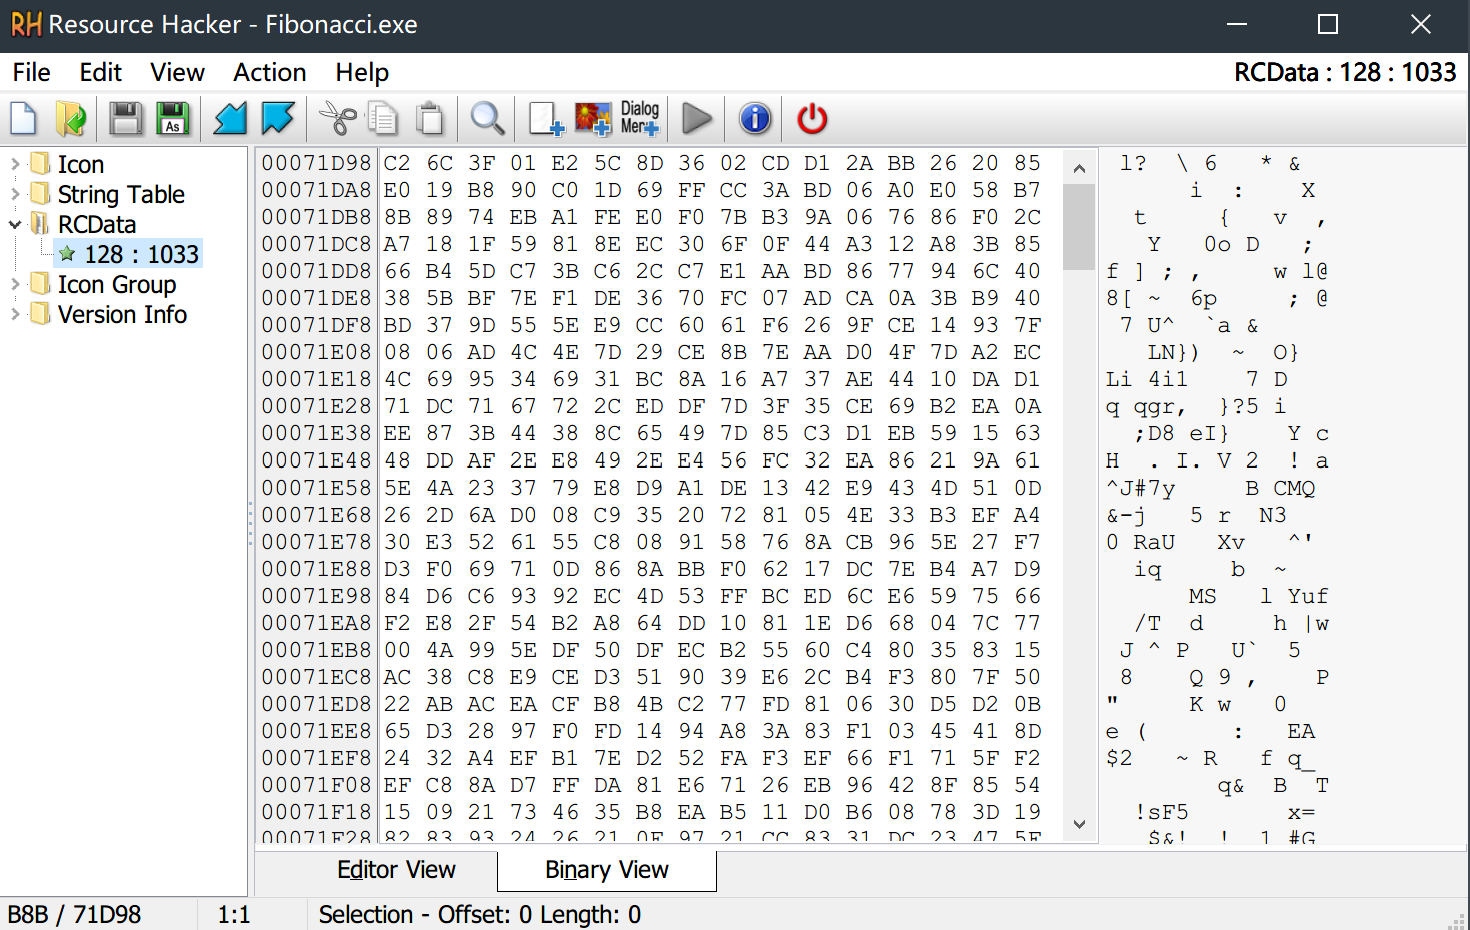 RH Resource Hacker - Fibonacci.exe
File Edit View Action Help RCData : 128 : 1033
As Dialog Men
Icon
String Table
RCData
128 : 1033
Icon Group
Version Info
00071D98 C2 6C 3F 01 E2 5C 8D 36 02 CD D1 2A BB 26 20 85 l? \ 6 * &
00071DA8 E0 19 B8 90 C0 1D 69 FF CC 3A BD 06 A0 E0 58 B7 i : X
00071DB8 8B 89 74 EB A1 FE E0 F0 7B B3 9A 06 76 86 F0 2C t { v ,
00071DC8 A7 18 1F 59 81 8E EC 30 6F 0F 44 A3 12 A8 3B 85 Y 0o D ;
00071DD8 66 B4 5D C7 3B C6 2C C7 E1 AA BD 86 77 94 6C 40 f ] ; , w l@
00071DE8 38 5B BF 7E F1 DE 36 70 FC 07 AD CA 0A 3B B9 40 8[ ~ 6p ; @
00071DF8 BD 37 9D 55 5E E9 CC 60 61 F6 26 9F CE 14 93 7F 7 U^ `a &
00071E08 08 06 AD 4C 4E 7D 29 CE 8B 7E AA D0 4F 7D A2 EC LN}) ~ O}
00071E18 4C 69 95 34 69 31 BC 8A 16 A7 37 AE 44 10 DA D1 Li 4i1 7 D
00071E28 71 DC 71 67 72 2C ED DF 7D 3F 35 CE 69 B2 EA 0A q qgr, }?5 i
00071E38 EE 87 3B 44 38 8C 65 49 7D 85 C3 D1 EB 59 15 63 ;D8 eI} Y c
00071E48 48 DD AF 2E E8 49 2E E4 56 FC 32 EA 86 21 9A 61 H . I. V 2 ! a
00071E58 5E 4A 23 37 79 E8 D9 A1 DE 13 42 E9 43 4D 51 0D ^J#7y B CMQ
00071E68 26 2D 6A D0 08 C9 35 20 72 81 05 4E 33 B3 EF A4 &-j 5 r N3
00071E78 30 E3 52 61 55 C8 08 91 58 76 8A CB 96 5E 27 F7 0 RaU Xv ^'
00071E88 D3 F0 69 71 0D 86 8A BB F0 62 17 DC 7E B4 A7 D9 iq b ~
00071E98 84 D6 C6 93 92 EC 4D 53 FF BC ED 6C E6 59 75 66 MS l Yuf
00071EA8 F2 E8 2F 54 B2 A8 64 DD 10 81 1E D6 68 04 7C 77 /T d h |w
00071EB8 00 4A 99 5E DF 50 DF EC B2 55 60 C4 80 35 83 15 J ^ P U` 5
00071EC8 AC 38 C8 E9 CE D3 51 90 39 E6 2C B4 F3 80 7F 50 8 Q 9 , P
00071ED8 22 AB AC EA CF B8 4B C2 77 FD 81 06 30 D5 D2 0B " K w 0
00071EE8 65 D3 28 97 F0 FD 14 94 A8 3A 83 F1 03 45 41 8D e ( : EA
00071EF8 24 32 A4 EF B1 7E D2 52 FA F3 EF 66 F1 71 5F F2 $2 ~ R f q_
00071F08 EF C8 8A D7 FF DA 81 E6 71 26 EB 96 42 8F 85 54 q& B T
00071F18 15 09 21 73 46 35 B8 EA B5 11 D0 B6 08 78 3D 19 !sF5 x=
00071F28 82 83 93 24 26 21 0F 97 21 CC 83 31 DC 23 47 5F $&! ! 1 #G
Editor View Binary View
B8B / 71D98 1:1 Selection - Offset: 0 Length: 0